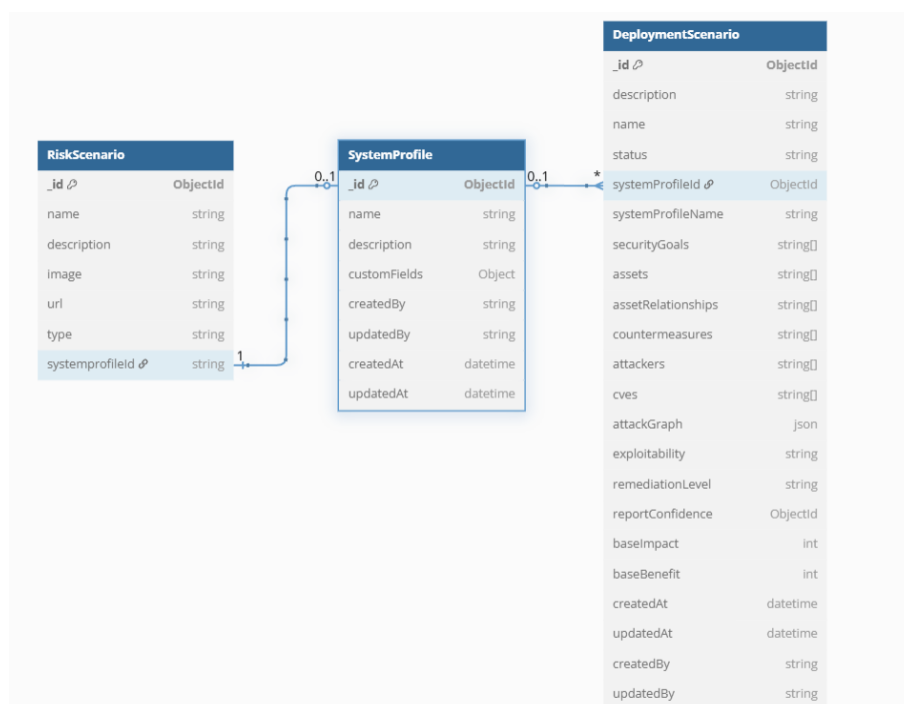 RiskScenario
_id ObjectId
name string
description string
image string
url string
type string
systemprofileId string
1
0..1
SystemProfile
_id ObjectId
name string
description string
customFields Object
createdBy string
updatedBy string
createdAt datetime
updatedAt datetime
0..1
*
DeploymentScenario
_id ObjectId
description string
name string
status string
systemProfileId ObjectId
systemProfileName string
securityGoals string[]
assets string[]
assetRelationships string[]
countermeasures string[]
attackers string[]
cves string[]
attackGraph json
exploitability string
remediationLevel string
reportConfidence ObjectId
baseImpact int
baseBenefit int
createdAt datetime
updatedAt datetime
createdBy string
updatedBy string